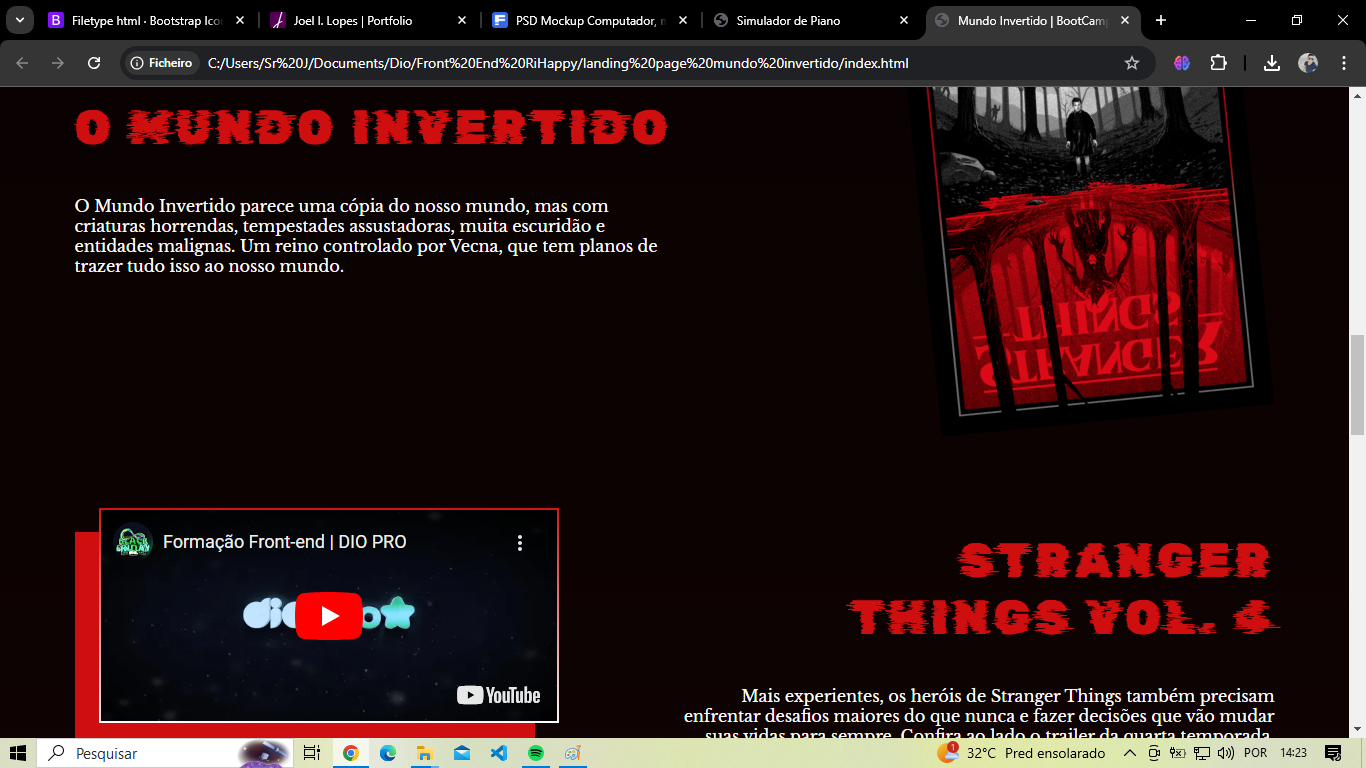 Filetype html · Bootstrap Ico
Joel I. Lopes | Portfolio
PSD Mockup Computador, m
Simulador de Piano
Mundo Invertido | BootCamp
Ficheiro
C:/Users/Sr%20J/Documents/Dio/Front%20End%20RiHappy/landing%20page%20mundo%20invertido/index.html
O MUNDO INVERTIDO
O Mundo Invertido parece uma cópia do nosso mundo, mas com
criaturas horrendas, tempestades assustadoras, muita escuridão e
entidades malignas. Um reino controlado por Vecna, que tem planos de
trazer tudo isso ao nosso mundo.
STRANGER
THINGS
Formação Front-end | DIO PRO
YouTube
STRANGER
THINGS VOL. 4
Mais experientes, os heróis de Stranger Things também precisam
enfrentar desafios maiores do que nunca e fazer decisões que vão mudar
suas vidas para sempre. Confira ao lado o trailer da quarta temporada.
Pesquisar
1
32°C Pred ensolarado
POR
14:23